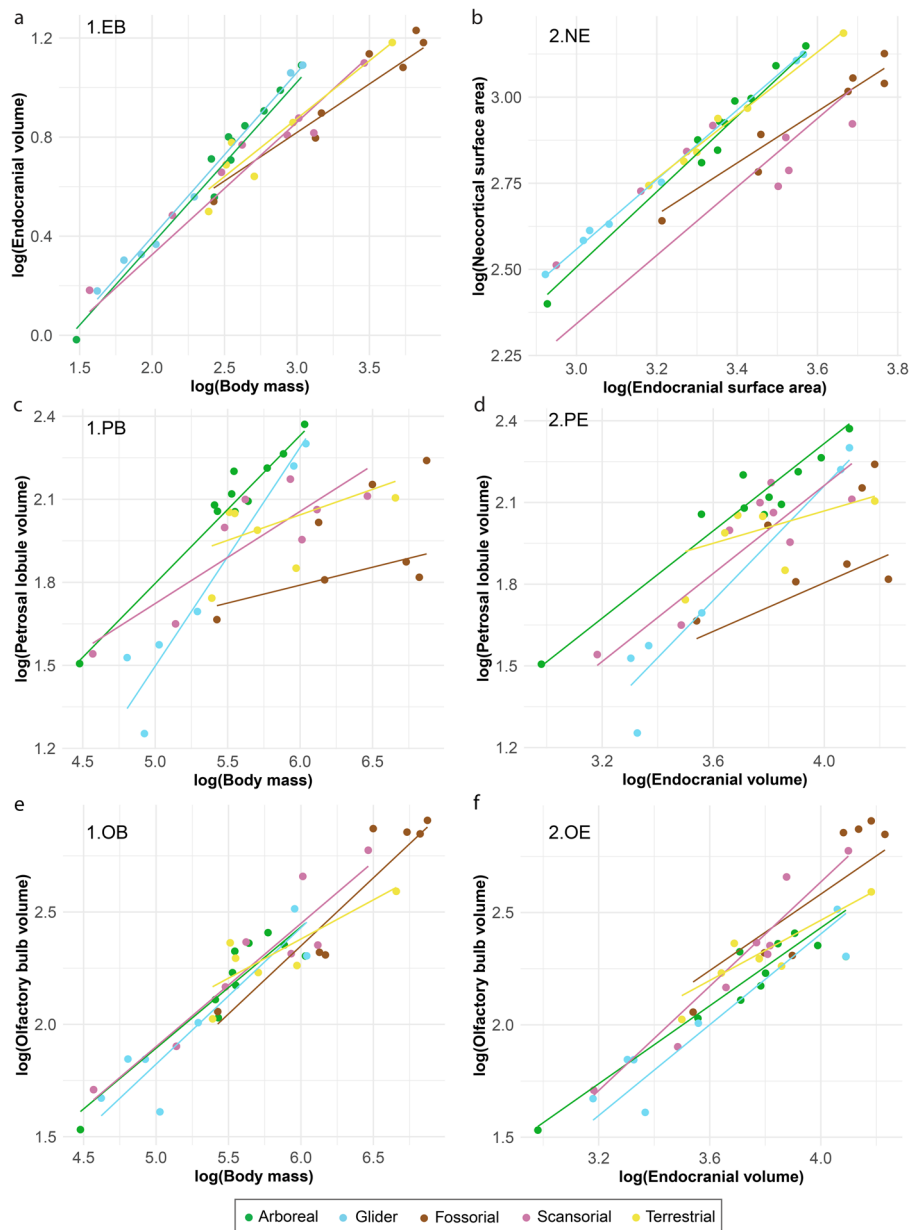 a
1.EB
log(Endocranial volume)
1.2
0.8
0.4
0.0
1.5 2.0 2.5 3.0 3.5
log(Body mass)
b
2.NE
log(Neocortical surface area)
3.00
2.75
2.50
2.25
3.0 3.2 3.4 3.6 3.8
log(Endocranial surface area)
c
1.PB
log(Petrosal lobule volume)
2.4
2.1
1.8
1.5
1.2
4.5 5.0 5.5 6.0 6.5
log(Body mass)
d
2.PE
log(Petrosal lobule volume)
2.4
2.1
1.8
1.5
1.2
3.2 3.6 4.0
log(Endocranial volume)
e
1.OB
log(Olfactory bulb volume)
2.5
2.0
1.5
4.5 5.0 5.5 6.0 6.5
log(Body mass)
f
2.OE
log(Olfactory bulb volume)
2.5
2.0
1.5
3.2 3.6 4.0
log(Endocranial volume)
Arboreal Glider Fossorial Scansorial Terrestrial